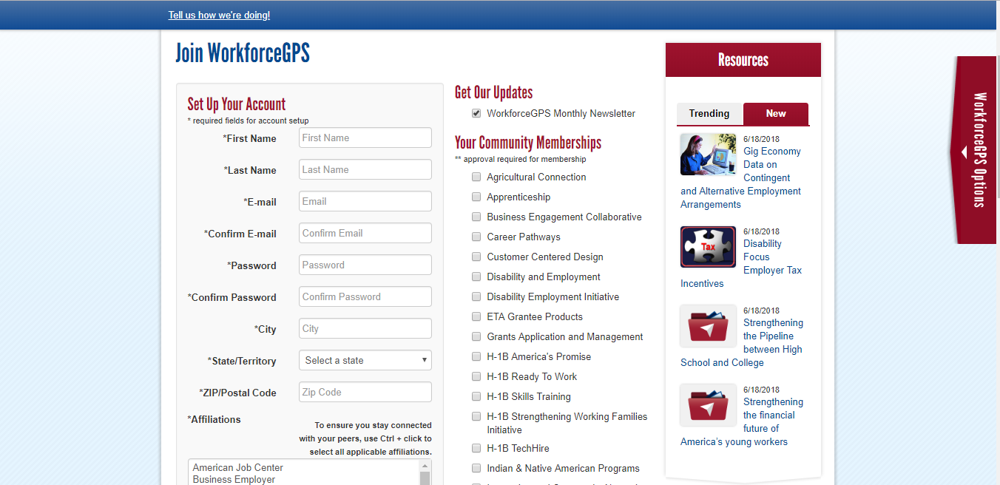 Tell us how we're doing!
Join WorkforceGPS
Set Up Your Account
* required fields for account setup
*First Name
First Name
*Last Name
Last Name
*E-mail
Email
*Confirm E-mail
Confirm Email
*Password
Password
*Confirm Password
Confirm Password
*City
City
*State/Territory
Select a state
*ZIP/Postal Code
Zip Code
*Affiliations
To ensure you stay connected
with your peers, use Ctrl + click to
select all applicable affiliations.
American Job Center
Business Employer
Get Our Updates
WorkforceGPS Monthly Newsletter
Your Community Memberships
** approval required for membership
Agricultural Connection
Apprenticeship
Business Engagement Collaborative
Career Pathways
Customer Centered Design
Disability and Employment
Disability Employment Initiative
ETA Grantee Products
Grants Application and Management
H-1B America's Promise
H-1B Ready To Work
H-1B Skills Training
H-1B Strengthening Working Families
Initiative
H-1B TechHire
Indian & Native American Programs
Resources
Trending
New
6/18/2018
Gig Economy
Data on
Contingent
and Alternative Employment
Arrangements
Tax
6/18/2018
Disability
Focus
Employer Tax
Incentives
6/18/2018
Strengthening
the Pipeline
between High
School and College
6/18/2018
Strengthening
the financial
future of
America's young workers
WorkforceGPS Options